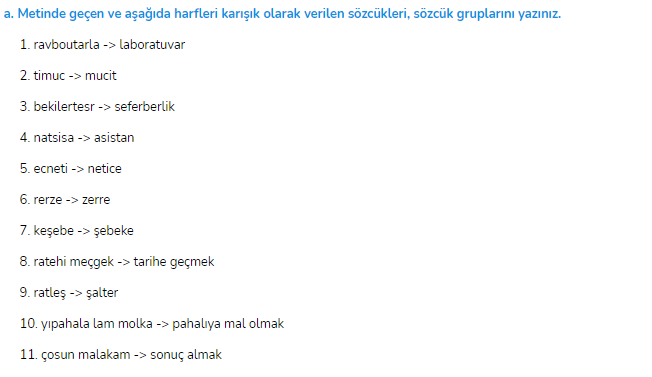 a. Metinde geçen ve aşağıda harfleri karışık olarak verilen sözcükleri, sözcük gruplarını yazınız.
1. ravboutarla -> laboratuvar
2. timuc -> mucit
3. bekilertesr -> seferberlik
4. natsisa -> asistan
5. ecneti -> netice
6. rerze -> zerre
7. keşebe -> şebeke
8. ratehi meçgek -> tarihe geçmek
9. ratleş -> şalter
10. yıpahala lam molka -> pahalıya mal olmak
11. çosun malakam -> sonuç almak